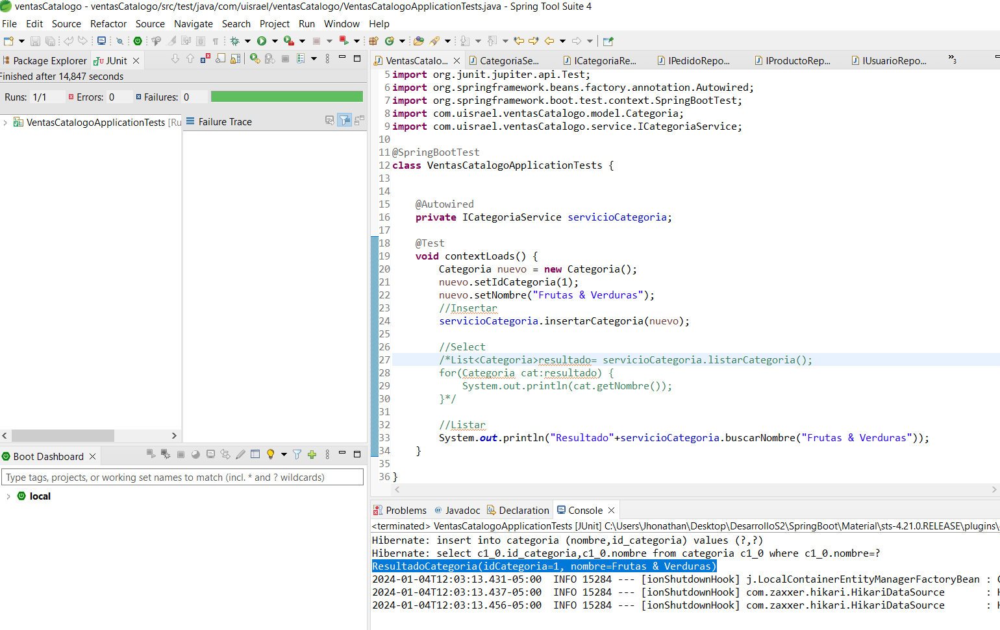 ventasCatalogo - ventasCatalogo/src/test/java/com/uisrael/ventasCatalogo/VentasCatalogoApplicationTests.java - Spring Tool Suite 4
File Edit Source Refactor Source Navigate Search Project Run Window Help
Package Explorer JUnit
Finished after 14,847 seconds
Runs: 1/1 Errors: 0 Failures: 0
VentasCatalogoApplicationTests [Ru
Failure Trace
Boot Dashboard
Type tags, projects, or working set names to match (incl. * and ? wildcards)
local
VentasCatalo... CategoriaSe... ICategoriaRe... IPedidoRepo... IProductoRep... IUsuarioRepo... »3
5 import org.junit.jupiter.api.Test;
6 import org.springframework.beans.factory.annotation.Autowired;
7 import org.springframework.boot.test.context.SpringBootTest;
8 import com.uisrael.ventasCatalogo.model.Categoria;
9 import com.uisrael.ventasCatalogo.service.ICategoriaService;
10
11 @SpringBootTest
12 class VentasCatalogoApplicationTests {
13
14
15 @Autowired
16 private ICategoriaService servicioCategoria;
17
18 @Test
19 void contextLoads() {
20 Categoria nuevo = new Categoria();
21 nuevo.setIdCategoria(1);
22 nuevo.setNombre("Frutas & Verduras");
23 //Insertar
24 servicioCategoria.insertarCategoria(nuevo);
25
26 //Select
27 /*List<Categoria>resultado= servicioCategoria.listarCategoria();
28 for(Categoria cat:resultado) {
29 System.out.println(cat.getNombre());
30 }*/
31
32 //Listar
33 System.out.println("Resultado"+servicioCategoria.buscarNombre("Frutas & Verduras"));
34 }
35
36 }
Problems Javadoc Declaration Console
<terminated> VentasCatalogoApplicationTests [JUnit] C:\Users\Jhonathan\Desktop\DesarrolloS2\SpringBoot\Material\sts-4.21.0.RELEASE\plugins\
Hibernate: insert into categoria (nombre,id_categoria) values (?,?)
Hibernate: select c1_0.id_categoria,c1_0.nombre from categoria c1_0 where c1_0.nombre=?
ResultadoCategoria(idCategoria=1, nombre=Frutas & Verduras)
2024-01-04T12:03:13.431-05:00 INFO 15284 --- [ionShutdownHook] j.LocalContainerEntityManagerFactoryBean :
2024-01-04T12:03:13.437-05:00 INFO 15284 --- [ionShutdownHook] com.zaxxer.hikari.HikariDataSource :
2024-01-04T12:03:13.456-05:00 INFO 15284 --- [ionShutdownHook] com.zaxxer.hikari.HikariDataSource :